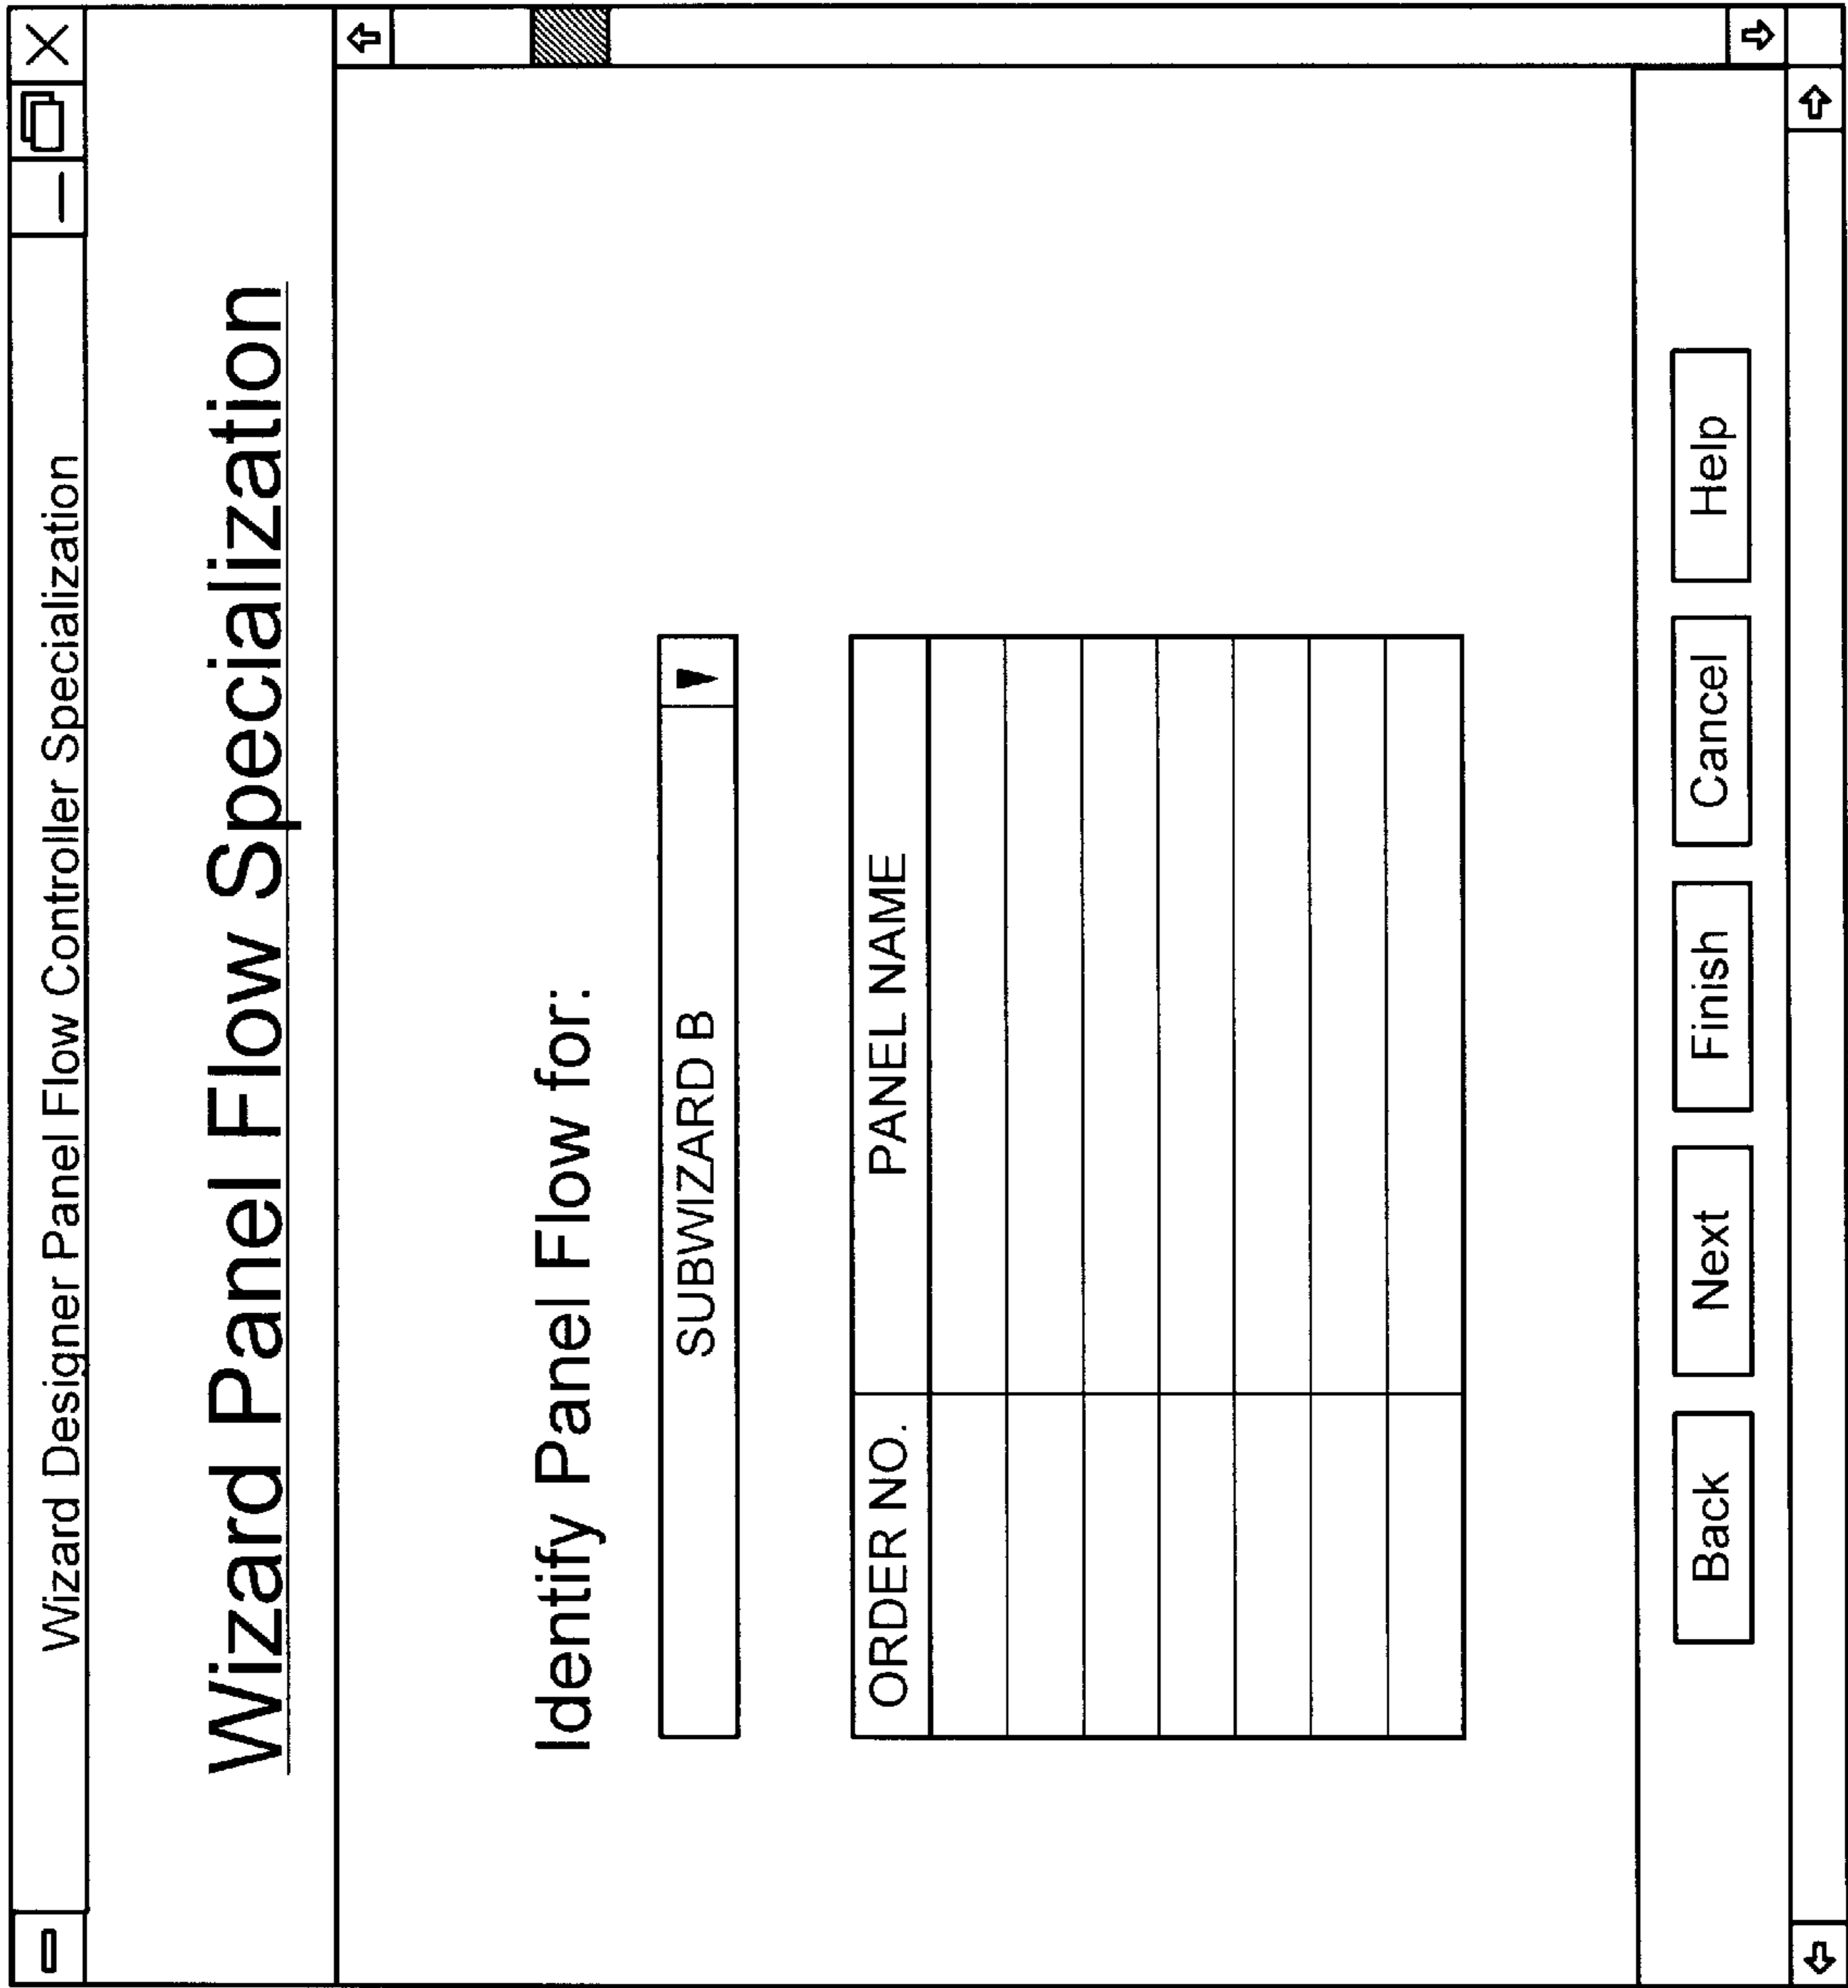 Wizard Designer Panel Flow Controller Specialization
Wizard Panel Flow Specialization
Identify Panel Flow for:
SUBWIZARD B
ORDER NO. PANEL NAME
Back Next Finish Cancel Help